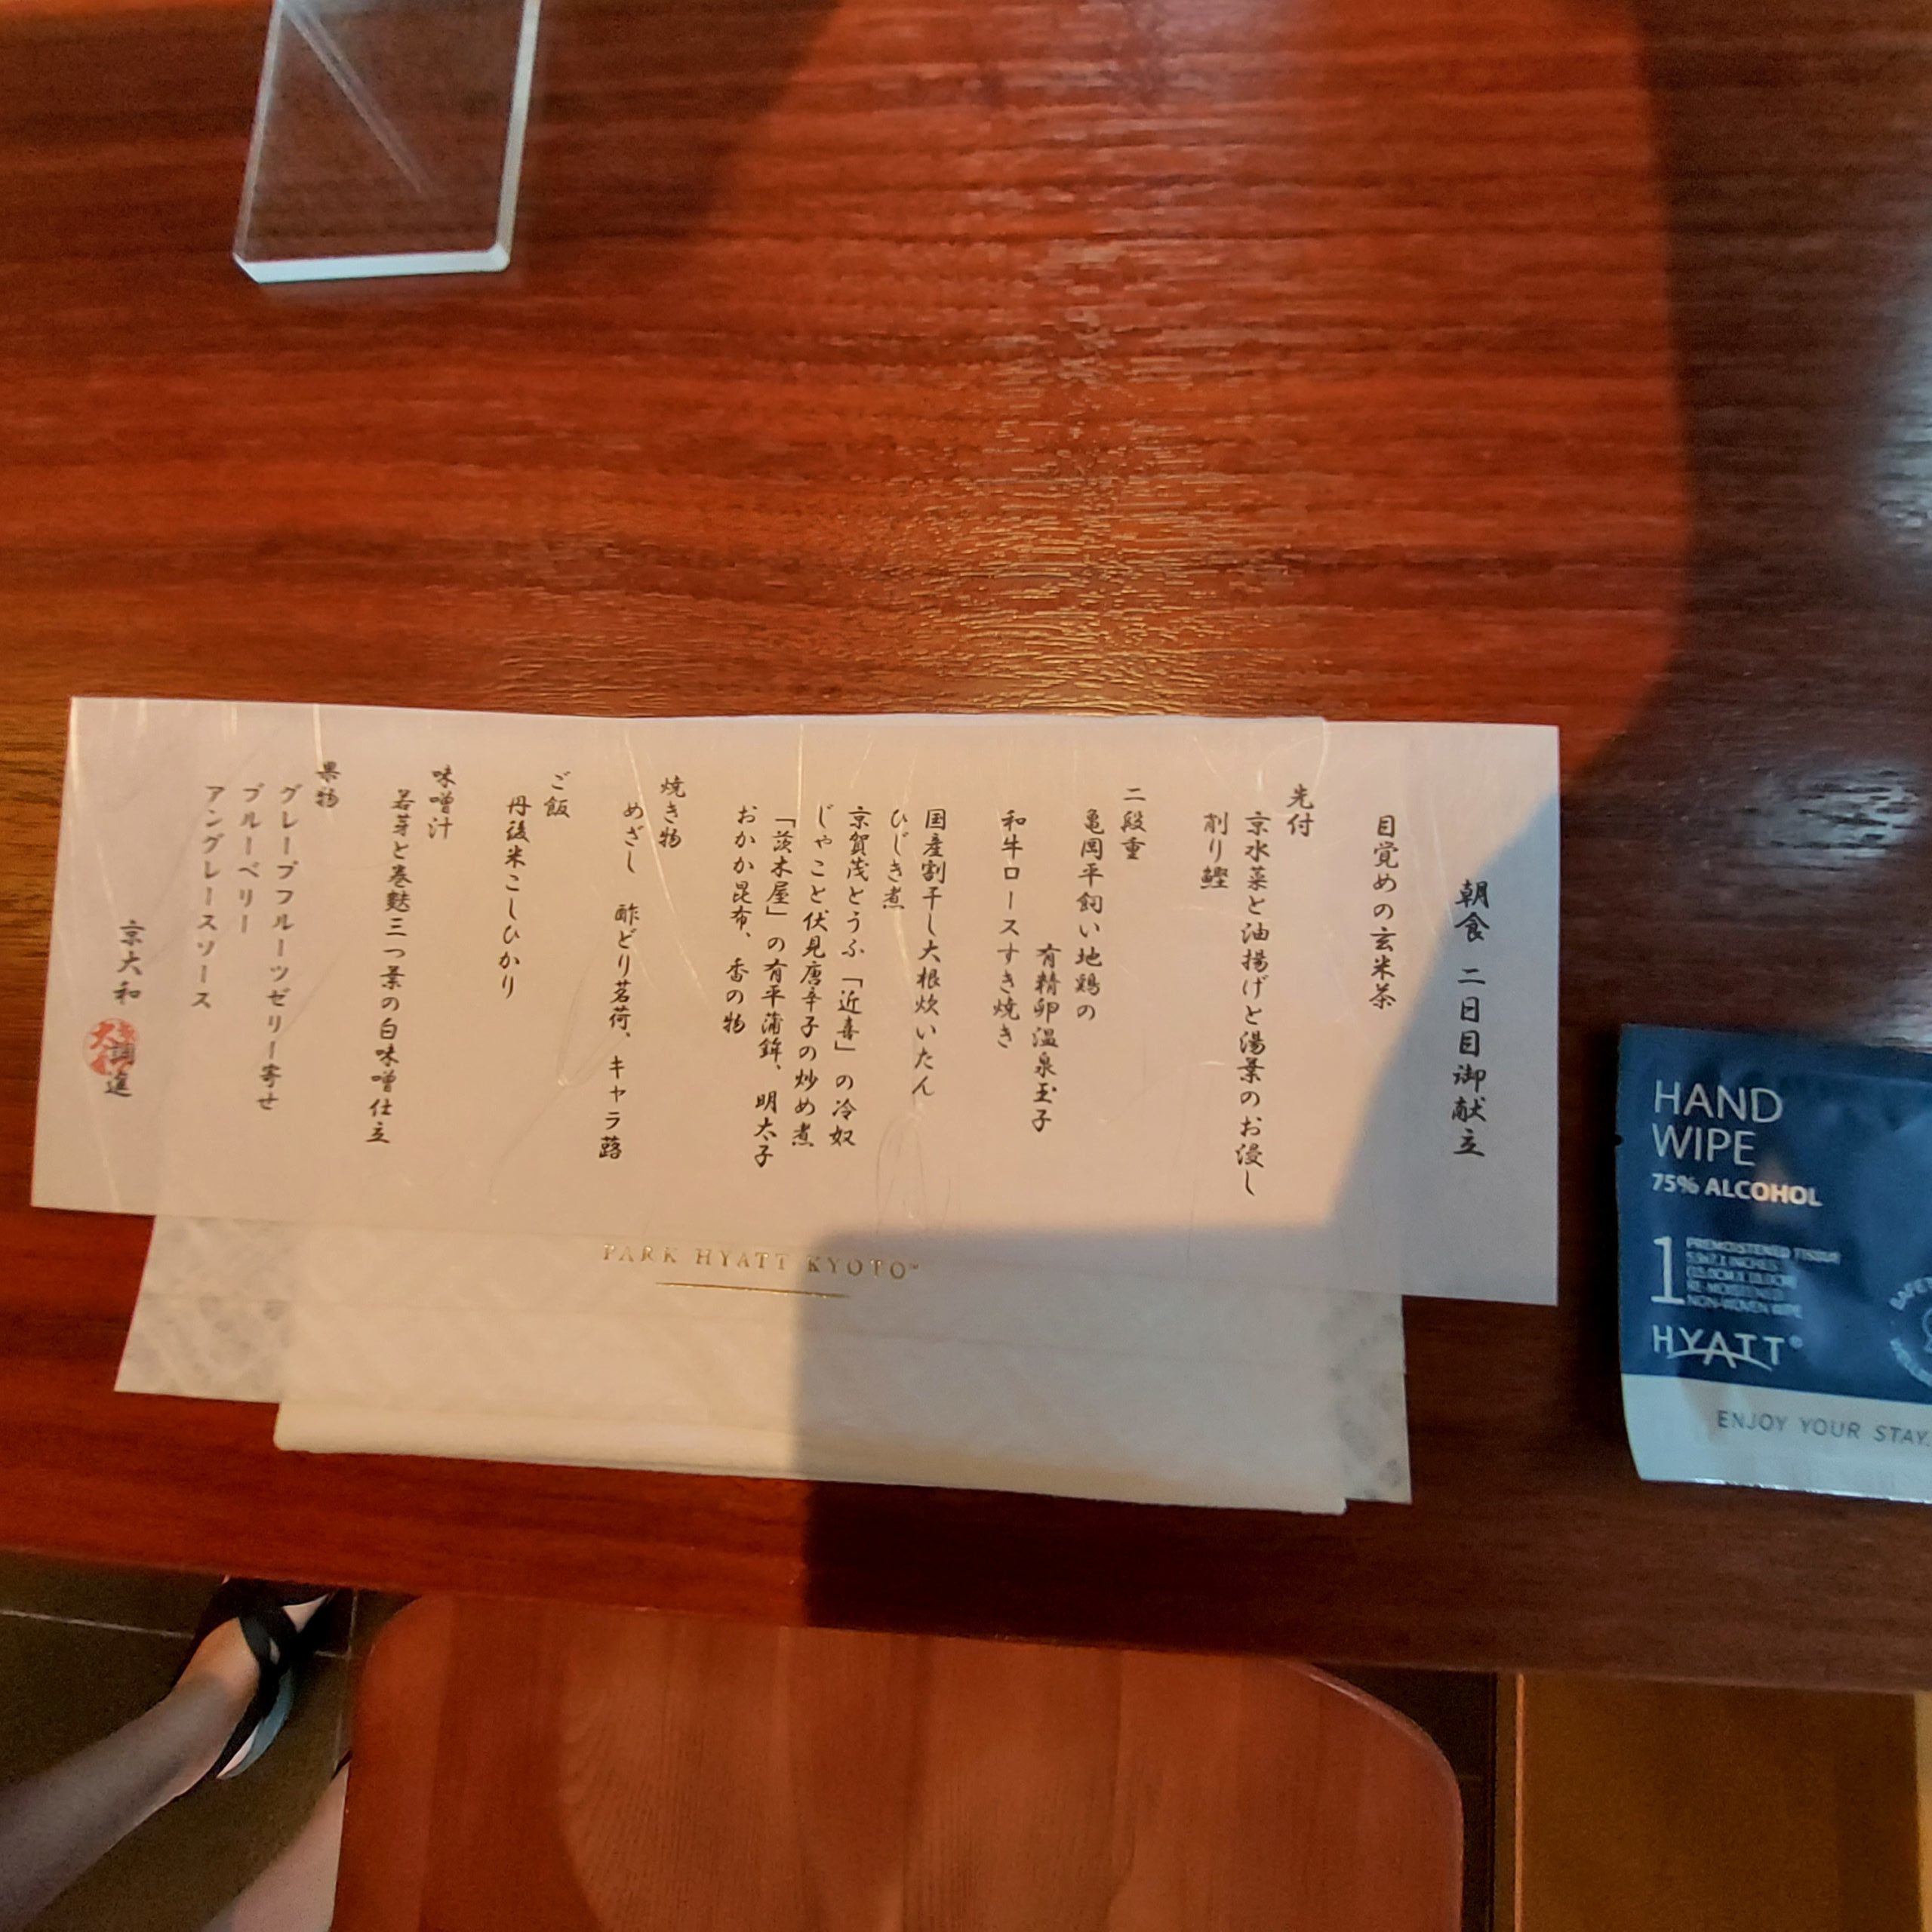 朝食 二日目御献立
目覚めの玄米茶
先付
京水菜と油揚げと湯葉のお浸し
削り鰹
二段重
亀岡平飼い地鶏の
有精卵温泉玉子
和牛ロースすき焼き
国産割干し大根炊いたん
ひじき煮
京賀茂とうふ「近喜」の冷奴
じゃこと伏見唐辛子の炒め煮
「茨木屋」の有平蒲鉾、明太子
おかか昆布、香の物
焼き物
めざし 酢どり茗荷、キャラ蕗
ご飯
丹後米こしひかり
味噌汁
若芽と巻麩三つ葉の白味噌仕立
果物
グレープフルーツゼリー寄せ
ブルーベリー
アングレースソース
京大和
調進
PARK HYATT KYOTO™
HAND
WIPE
75% ALCOHOL
1
PREMOISTENED TISSUE
NON-WOVEN WIPE
HYATT®
ENJOY YOUR STAY.